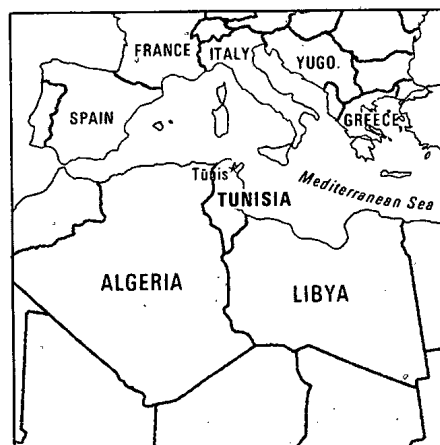 FRANCE
ITALY
YUGO.
SPAIN
GREECE
Tunis
TUNISIA
Mediterranean Sea
ALGERIA
LIBYA